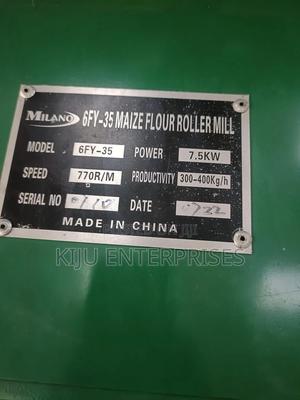 MILANO 6FY-35 MAIZE FLOUR ROLLER MILL
MODEL 6FY-35 POWER 7.5KW
SPEED 770R/M PRODUCTIVITY 300-400Kg/h
SERIAL NO DATE
MADE IN CHINA
KIJU ENTERPRISES